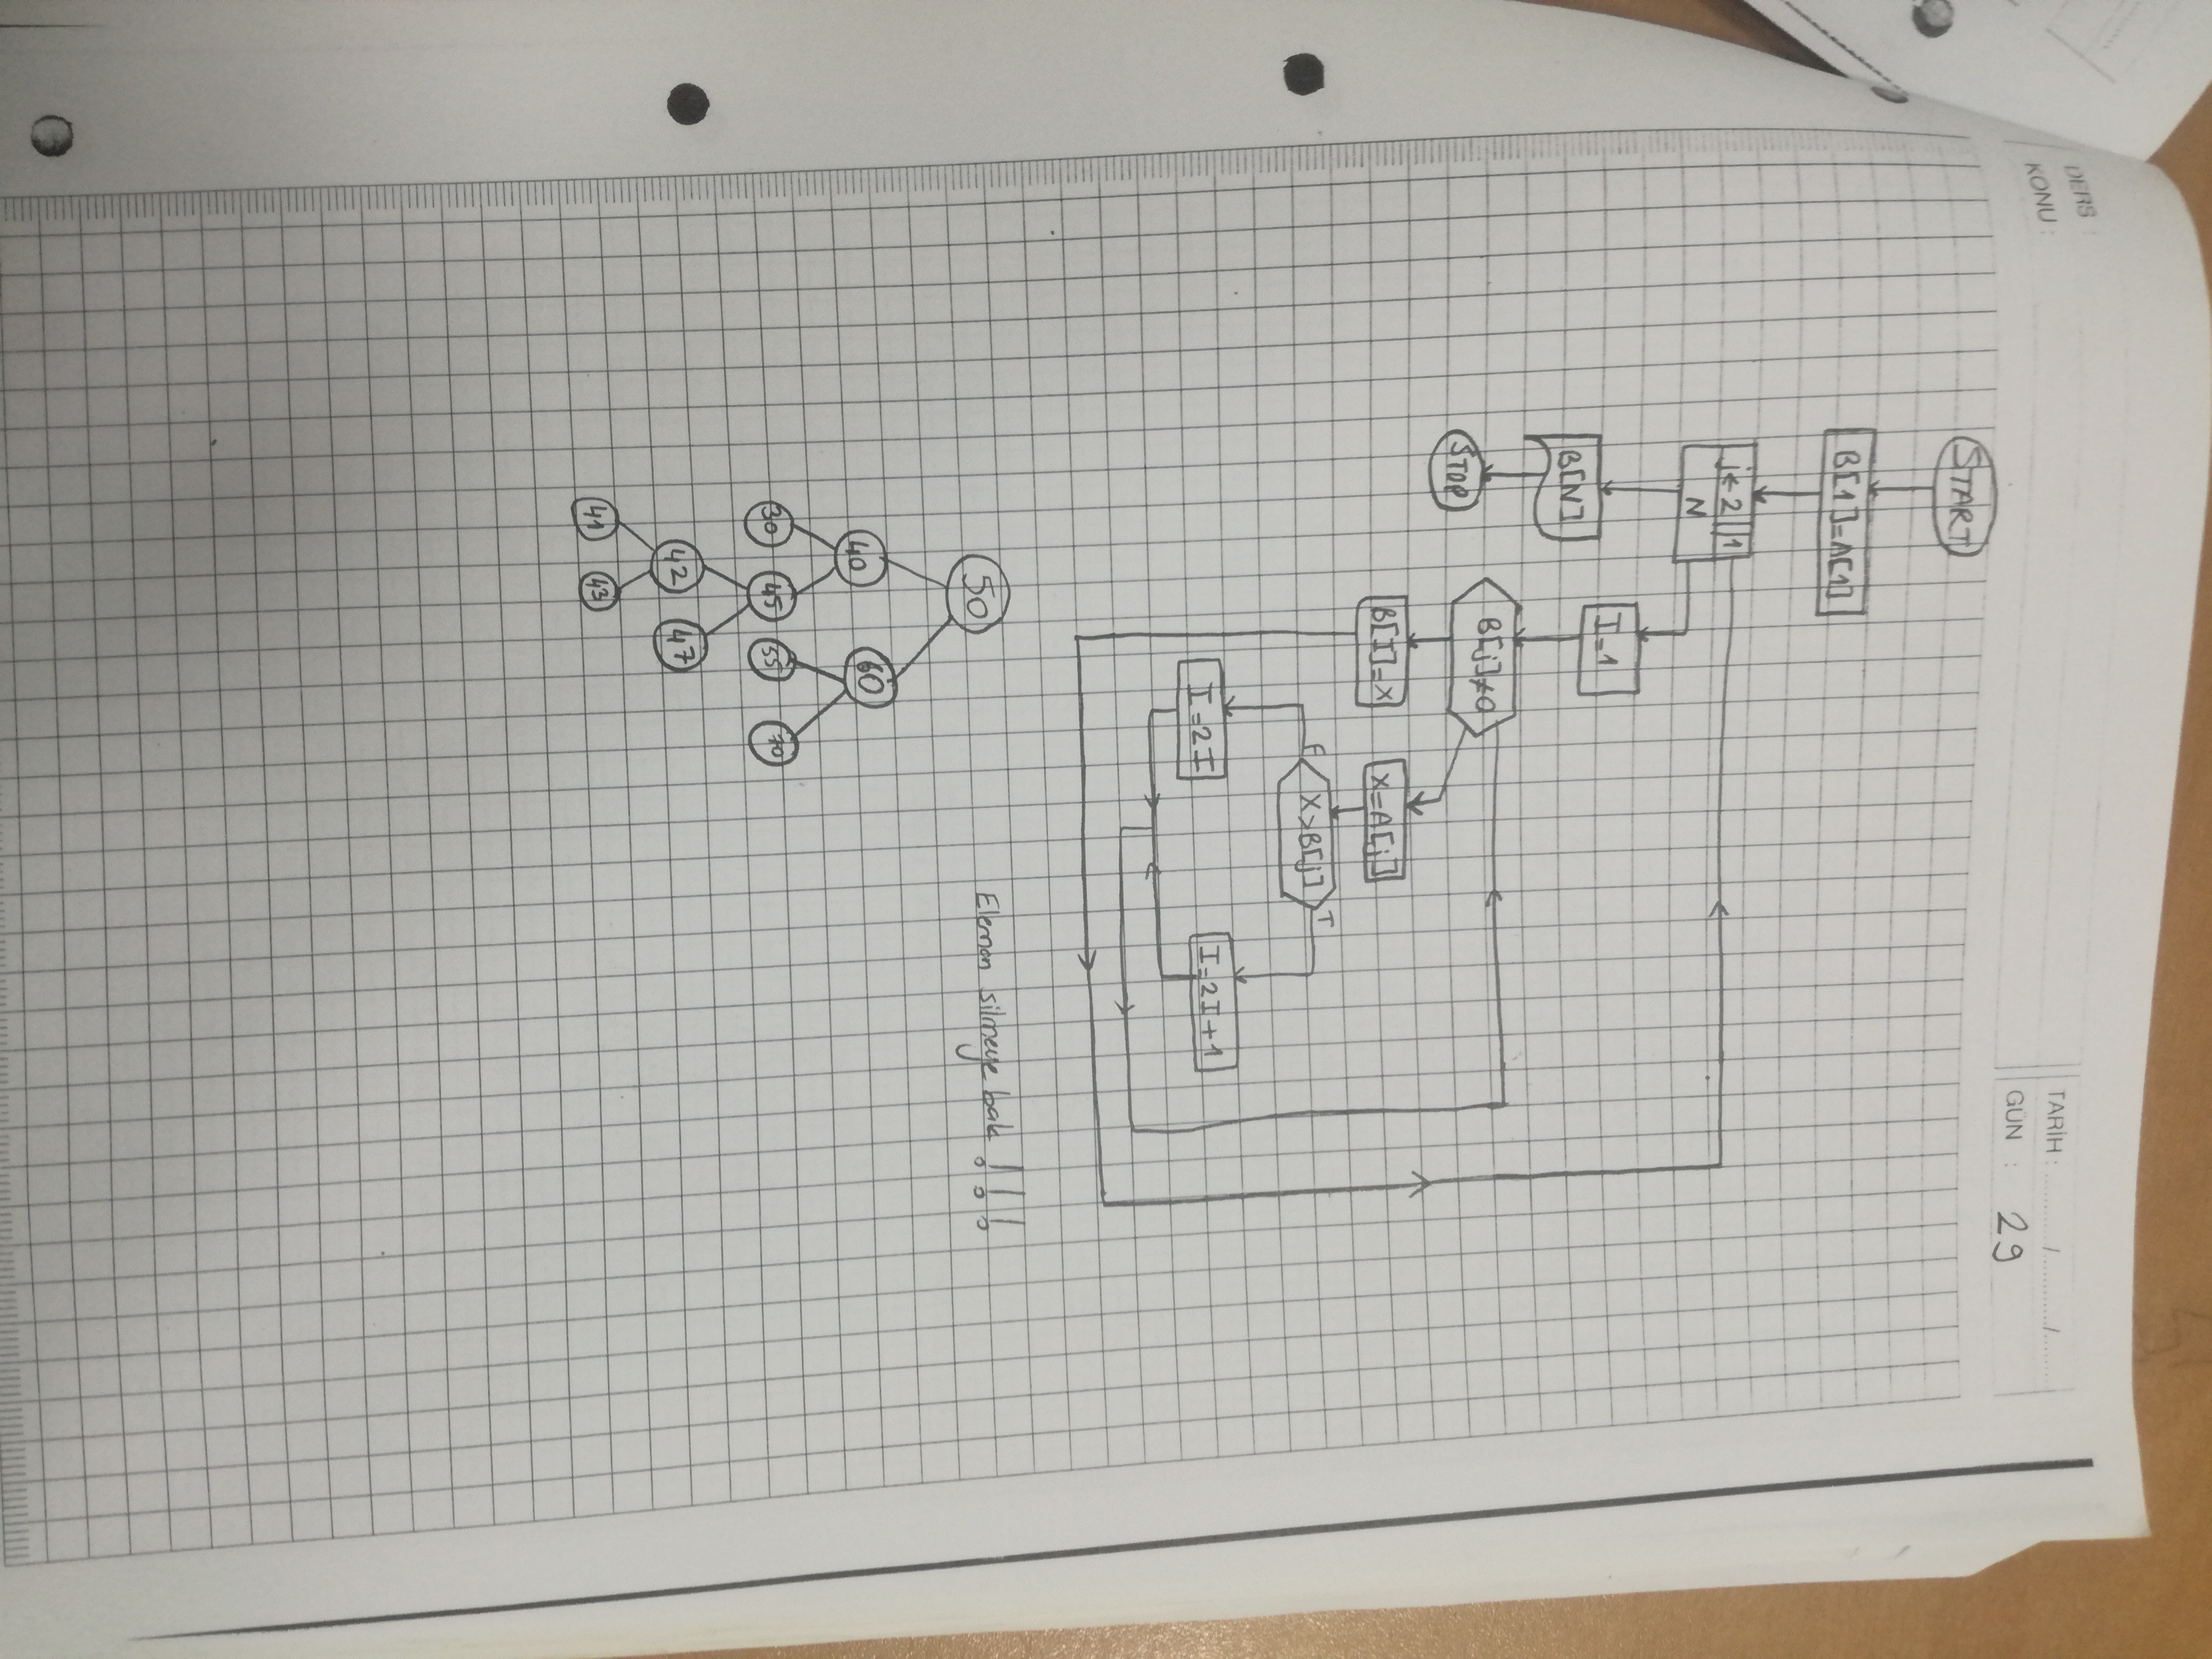 DERS :
KONU :
TARİH : ........../........../..........
GÜN : 29
START
B[1]=A[1]
j←2 || 1
N
I=1
B[N]
B[j]≠0
STOP
B[I]=X
X=A[j]
F X>B[j] T
I=2I
I=2I+1
Eleman silmeye bak !!!
50
40 60
30 45 55 70
42 47
41 43